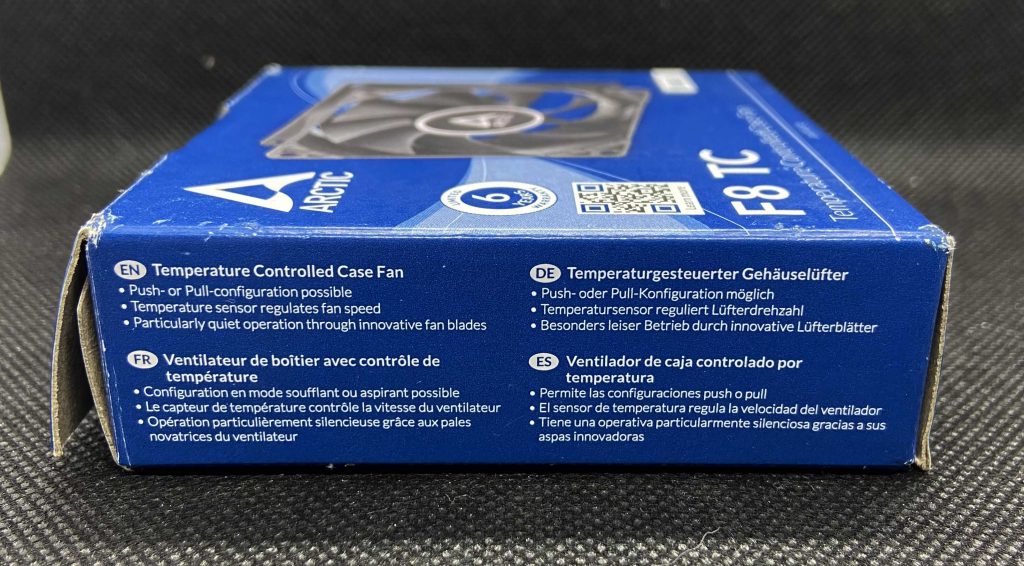 ARCTIC
LIMITED
6
WARRANTY
F8 TC
Temperature Controlled
EN Temperature Controlled Case Fan
• Push- or Pull-configuration possible
• Temperature sensor regulates fan speed
• Particularly quiet operation through innovative fan blades
DE Temperaturgesteuerter Gehäuselüfter
• Push- oder Pull-Konfiguration möglich
• Temperatursensor reguliert Lüfterdrehzahl
• Besonders leiser Betrieb durch innovative Lüfterblätter
FR Ventilateur de boîtier avec contrôle de
température
• Configuration en mode soufflant ou aspirant possible
• Le capteur de température contrôle la vitesse du ventilateur
• Opération particulièrement silencieuse grâce aux pales
novatrices du ventilateur
ES Ventilador de caja controlado por
temperatura
• Permite las configuraciones push o pull
• El sensor de temperatura regula la velocidad del ventilador
• Tiene una operativa particularmente silenciosa gracias a sus
aspas innovadoras